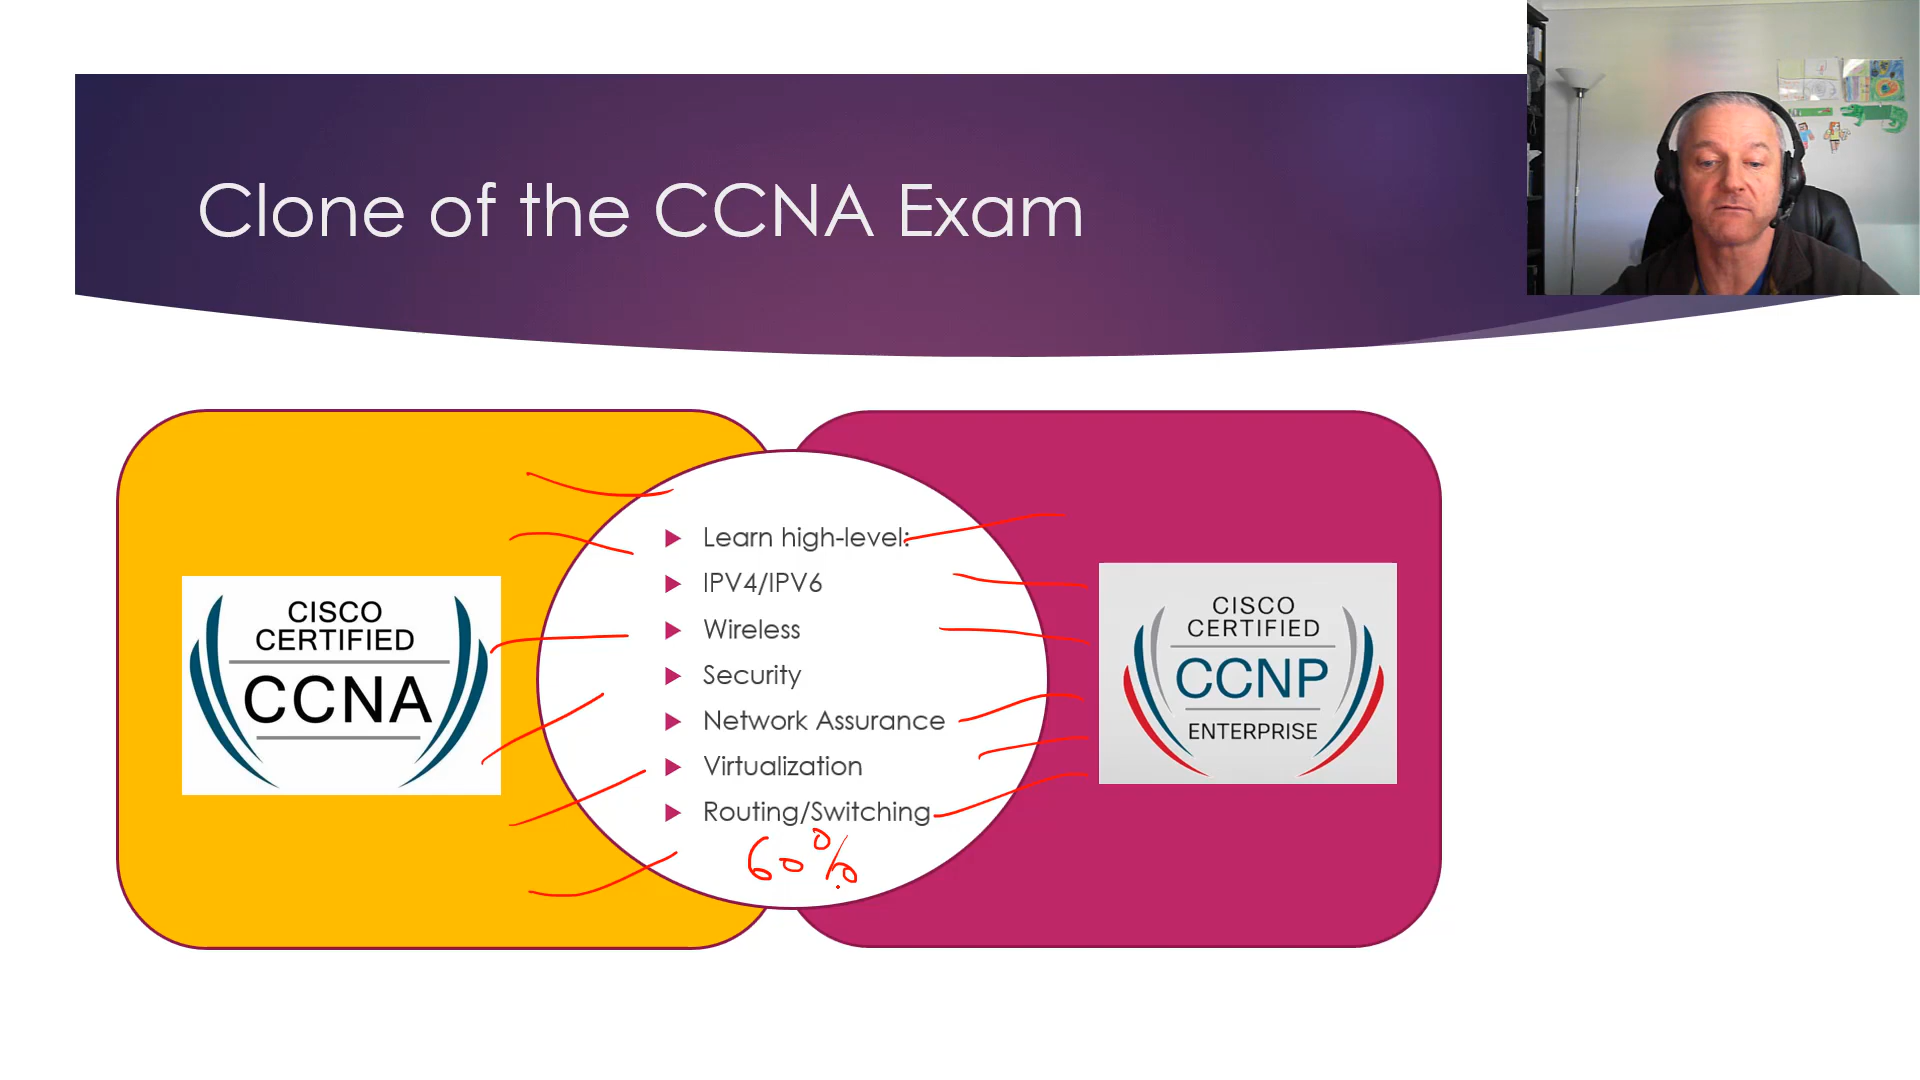 Clone of the CCNA Exam
CISCO
CERTIFIED
CCNA
Learn high-level:
IPV4/IPV6
Wireless
Security
Network Assurance
Virtualization
Routing/Switching
60%
CISCO
CERTIFIED
CCNP
ENTERPRISE